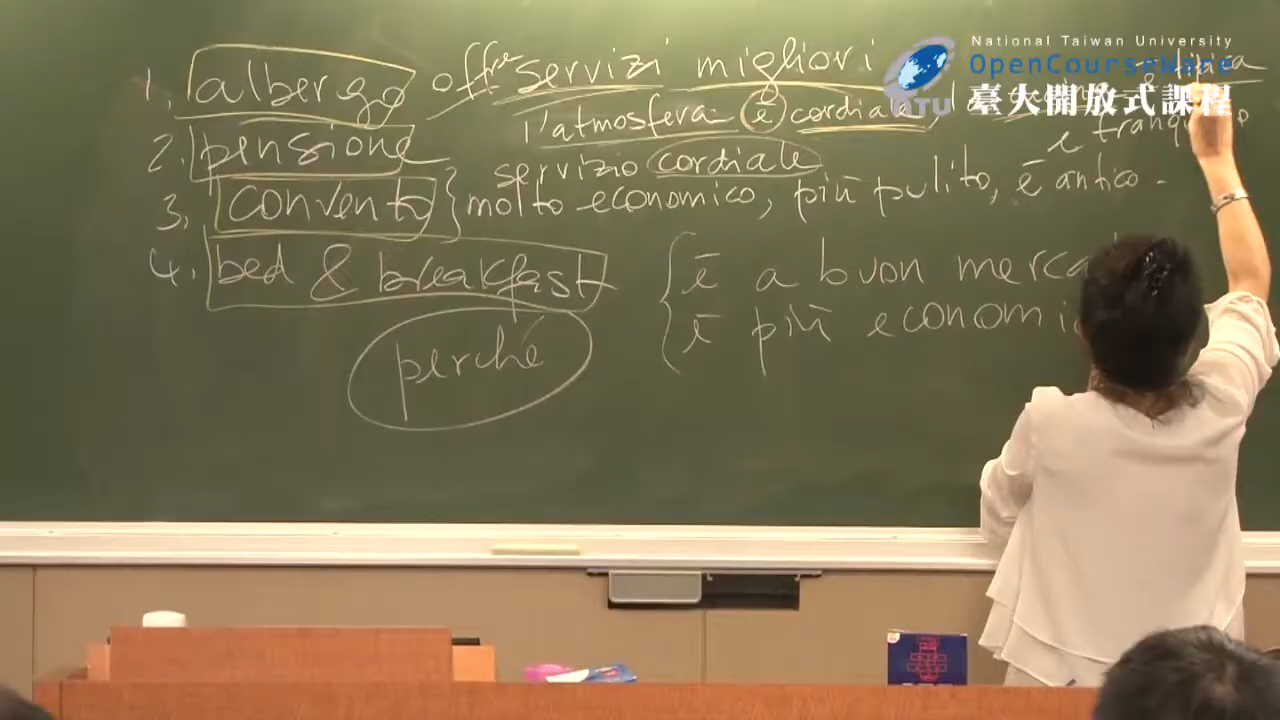 National Taiwan University
OpenCourseWare
臺大開放式課程
NTU
1. albergo offre servizi migliori
l'atmosfera ē cordiale,
2. pensione
servizio cordiale
e
3. convento } molto economico, più pulito, ē antico -
4. bed & breakfast
{ ē a buon merca
ē più economi
perché